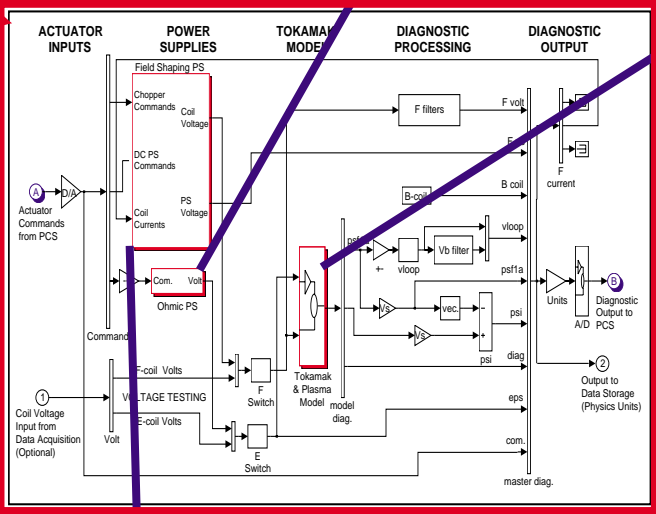 ACTUATOR
INPUTS
POWER
SUPPLIES
TOKAMAK
MODEL
DIAGNOSTIC
PROCESSING
DIAGNOSTIC
OUTPUT
Field Shaping PS
Chopper
Commands
Coil
Voltage
DC PS
Commands
PS
Voltage
Coil
Currents
A
D/A
Actuator
Commands
from PCS
Com.
Volt
Ohmic PS
Command
F-coil Volts
VOLTAGE TESTING
E-coil Volts
1
Coil Voltage
Input from
Data Acquisition
(Optional)
Volt
F
Switch
E
Switch
Tokamak
& Plasma
Model
model
diag.
F filters
B-coil
+-
vloop
Vb filter
Vs
vec.
−
+
Vs
psi
F volt
B coil
vloop
psf1a
psi
diag
eps
com.
master diag.
F
current
Units
A/D
B
Diagnostic
Output to
PCS
2
Output to
Data Storage
(Physics Units)